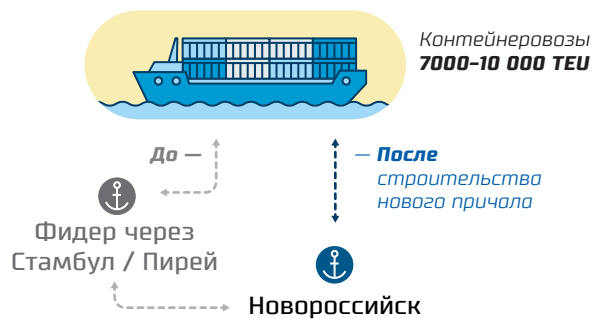 Контейнеровозы
7000–10 000 TEU
До —
— После
строительства
нового причала
Фидер через
Стамбул / Пирей
Новороссийск